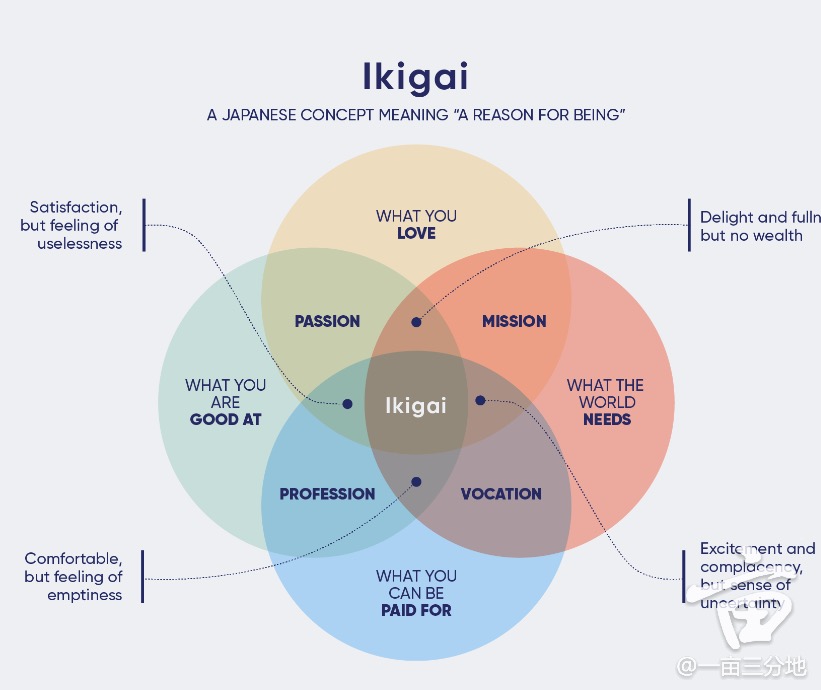 Ikigai
A JAPANESE CONCEPT MEANING “A REASON FOR BEING”
Satisfaction,
but feeling of
uselessness
Delight and
but no wealth
WHAT YOU
LOVE
PASSION
MISSION
WHAT YOU
ARE
GOOD AT
Ikigai
WHAT THE
WORLD
NEEDS
PROFESSION
VOCATION
Comfortable,
but feeling of
emptiness
WHAT YOU
CAN BE
PAID FOR
Excitement and
complacency,
but sense of
uncertainty
@一亩三分地